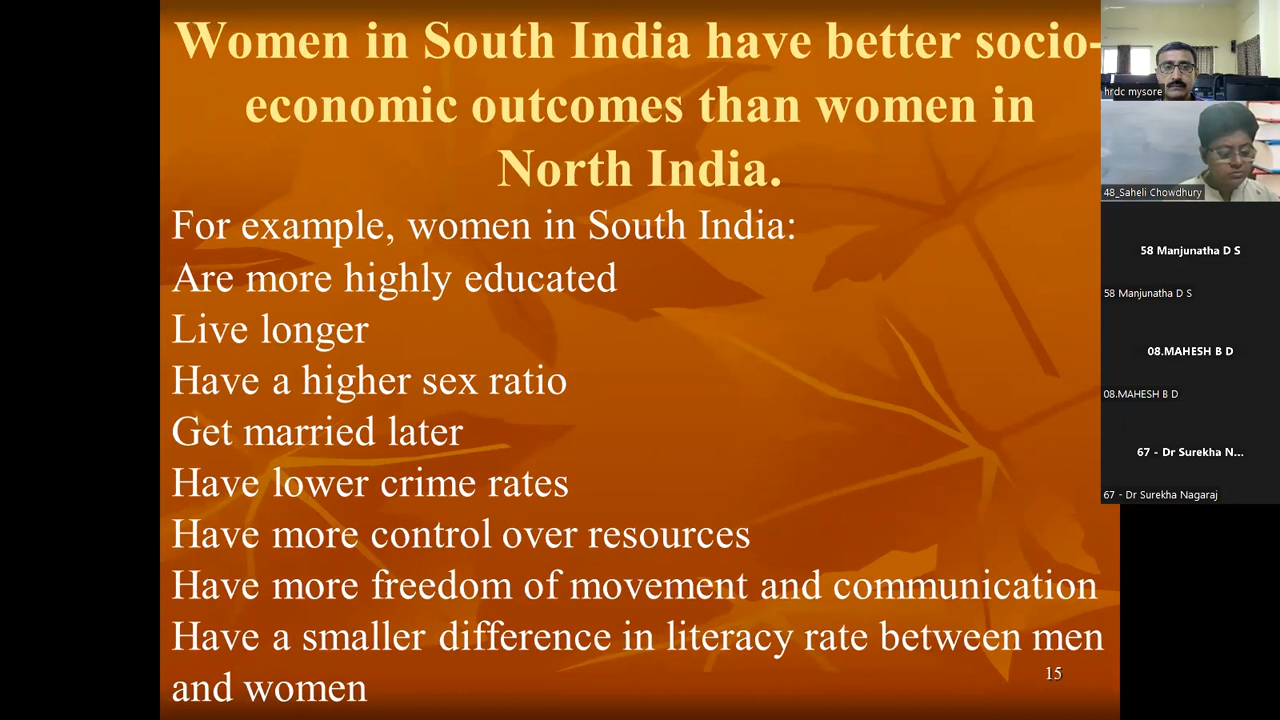 Women in South India have better socio-
economic outcomes than women in
North India.
For example, women in South India:
Are more highly educated
Live longer
Have a higher sex ratio
Get married later
Have lower crime rates
Have more control over resources
Have more freedom of movement and communication
Have a smaller difference in literacy rate between men
and women
15
hrdc mysore
48_Saheli Chowdhury
58 Manjunatha D S
58 Manjunatha D S
08.MAHESH B D
08.MAHESH B D
67 - Dr Surekha N...
67 - Dr Surekha Nagaraj